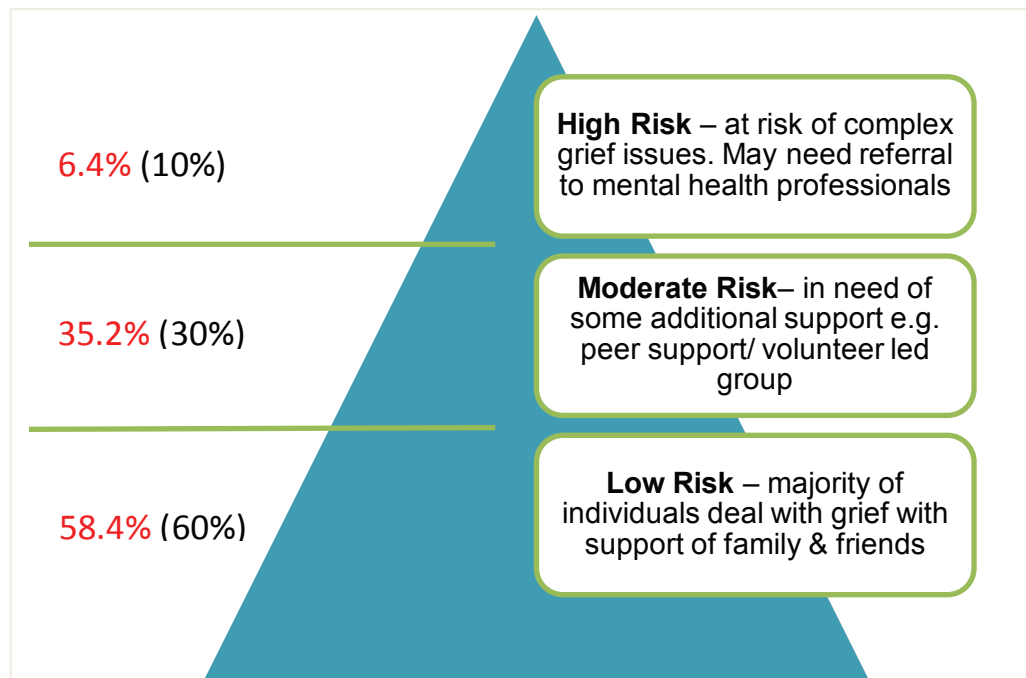 High Risk – at risk of complex
grief issues. May need referral
to mental health professionals
6.4% (10%)
Moderate Risk– in need of
some additional support e.g.
peer support/ volunteer led
group
35.2% (30%)
Low Risk – majority of
individuals deal with grief with
support of family & friends
58.4% (60%)